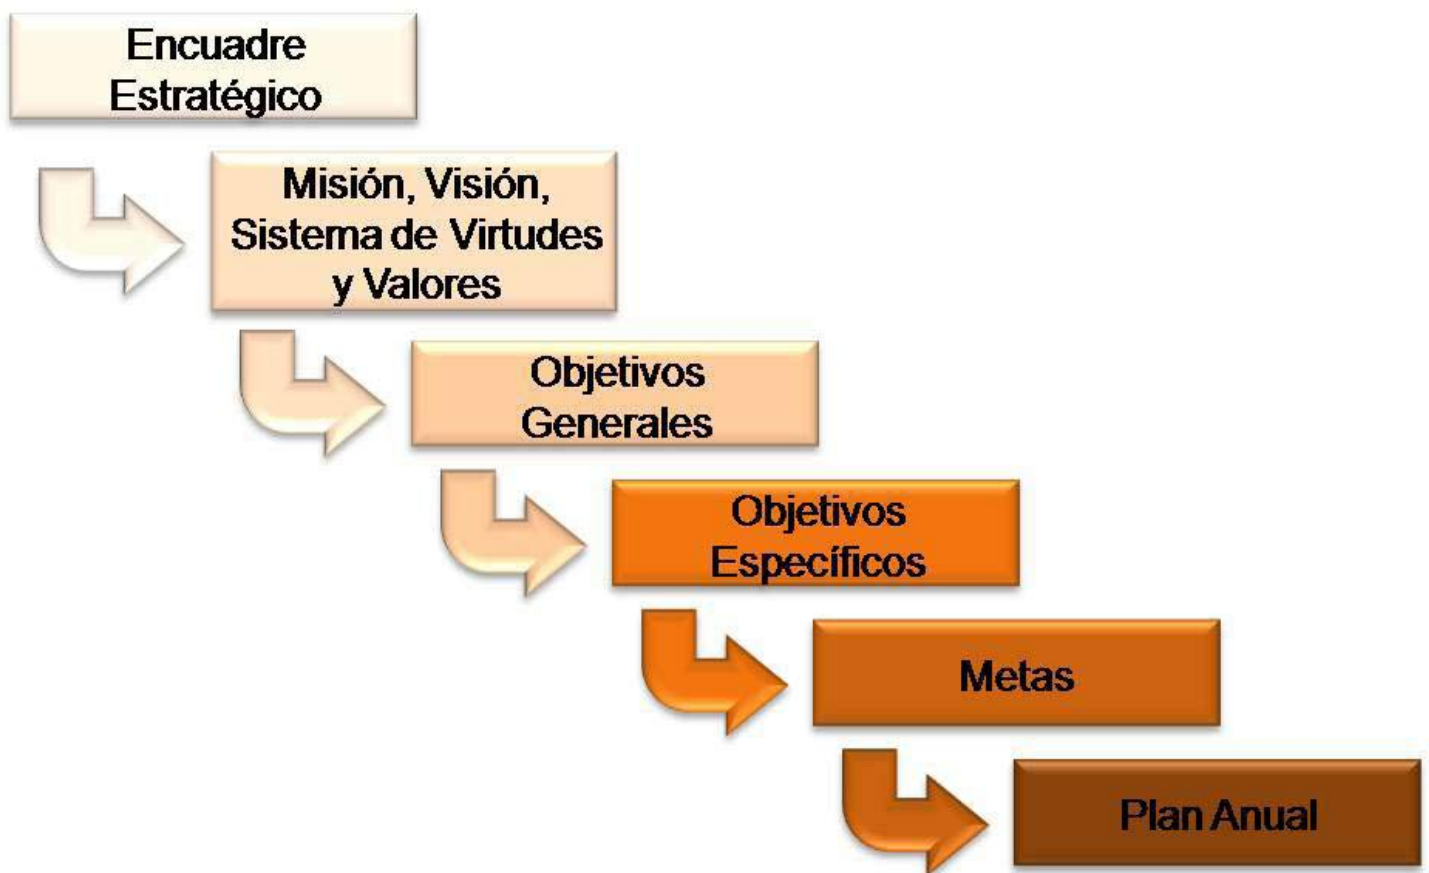 Encuadre
Estratégico
Misión, Visión,
Sistema de Virtudes
y Valores
Objetivos
Generales
Objetivos
Específicos
Metas
Plan Anual